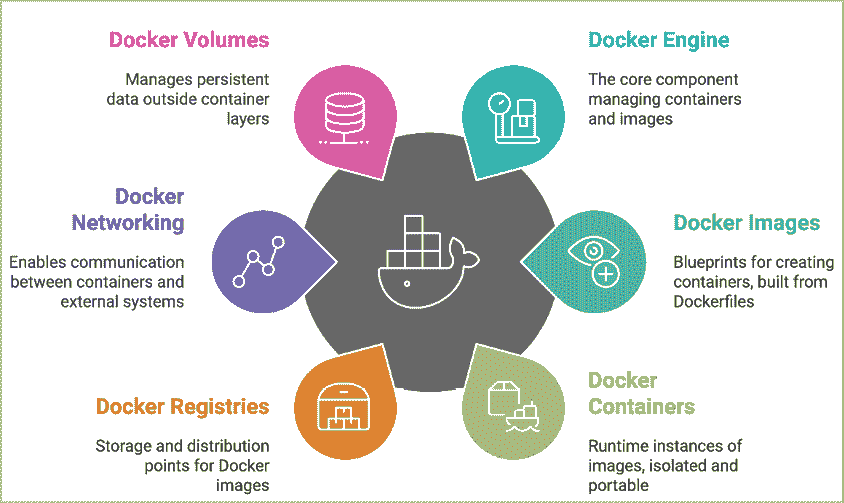 Docker Volumes
Manages persistent
data outside container
layers
Docker Engine
The core component
managing containers
and images
Docker
Networking
Enables communication
between containers and
external systems
Docker Images
Blueprints for creating
containers, built from
Dockerfiles
Docker Registries
Storage and distribution
points for Docker
images
Docker
Containers
Runtime instances of
images, isolated and
portable